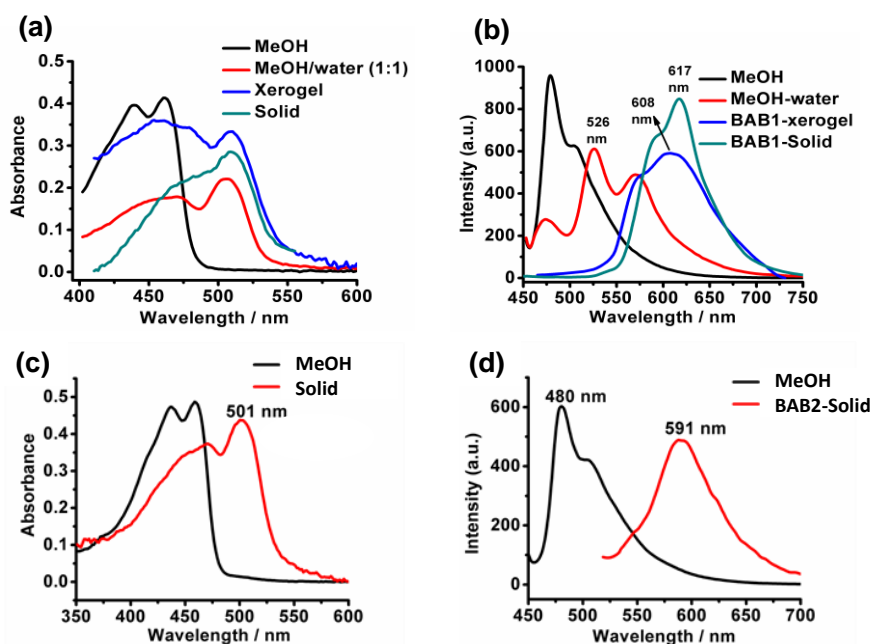 (a)
MeOH
MeOH/water (1:1)
Xerogel
Solid
0.5
0.4
0.3
0.2
0.1
0.0
Absorbance
400 450 500 550 600
Wavelength / nm
(b)
MeOH
MeOH-water
BAB1-xerogel
BAB1-Solid
617
nm
608
nm
526
nm
1000
800
600
400
200
0
Intensity (a.u.)
450 500 550 600 650 700 750
Wavelength / nm
(c)
MeOH
Solid
501 nm
0.5
0.4
0.3
0.2
0.1
0.0
Absorbance
350 400 450 500 550 600
Wavelength / nm
(d)
MeOH
BAB2-Solid
480 nm
591 nm
600
400
200
0
Intensity (a.u.)
450 500 550 600 650 700
Wavelength / nm